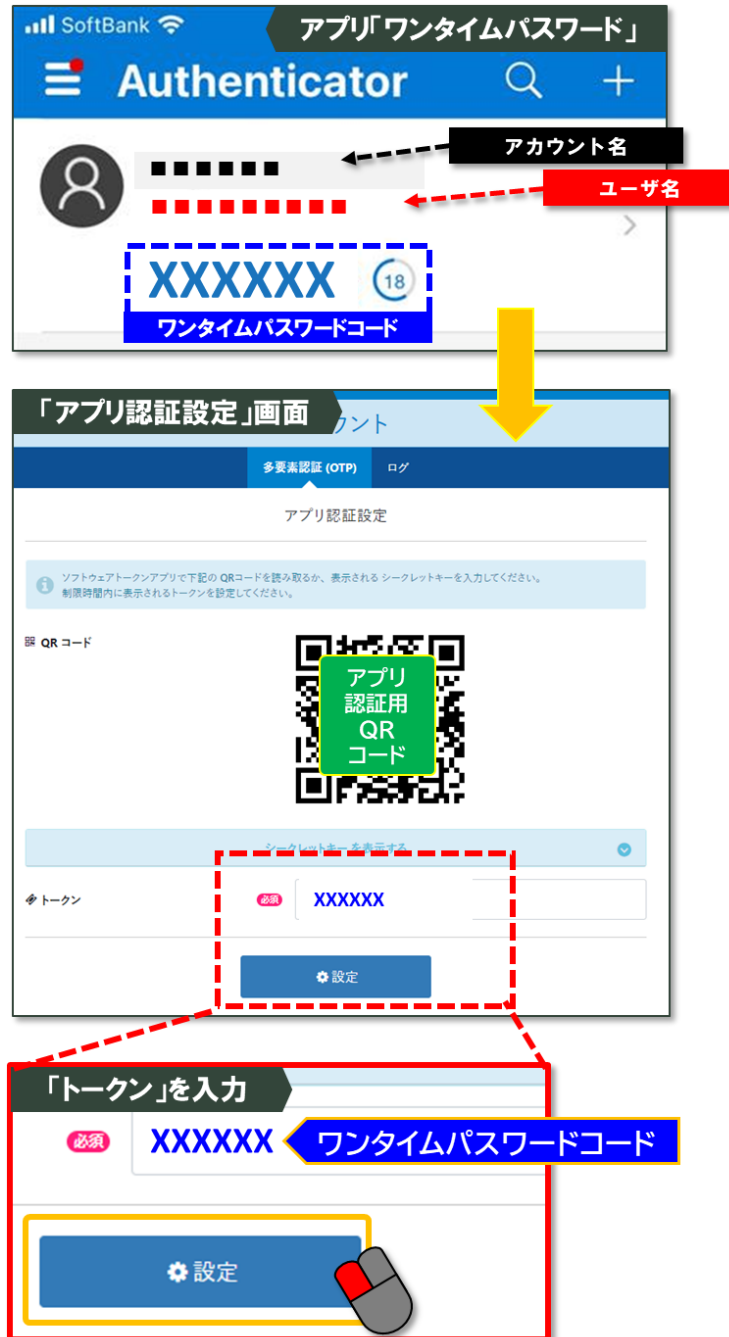 SoftBank
アプリ「ワンタイムパスワード」
Authenticator
アカウント名
ユーザ名
XXXXXX
18
ワンタイムパスワードコード
「アプリ認証設定」画面
ウント
多要素認証 (OTP) ログ
アプリ認証設定
ソフトウェアトークンアプリで下記の QRコードを読み取るか、表示される シークレットキーを入力してください。
制限時間内に表示されるトークンを設定してください。
QR コード
アプリ
認証用
QR
コード
シークレットキー を表示する
トークン
必須
XXXXXX
設定
「トークン」を入力
必須
XXXXXX
ワンタイムパスワードコード
設定